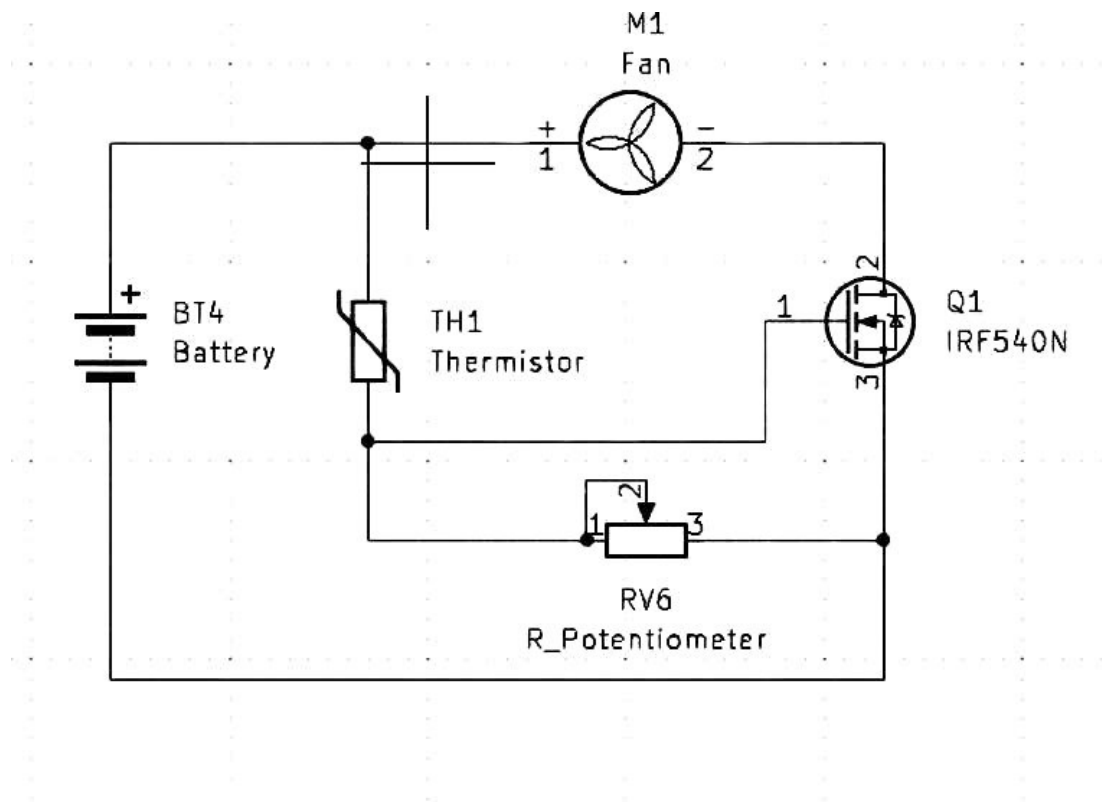 M1
Fan
+ -
1 2
+
BT4
Battery
TH1
Thermistor
2
1
Q1
IRF540N
3
2
1 3
RV6
R_Potentiometer